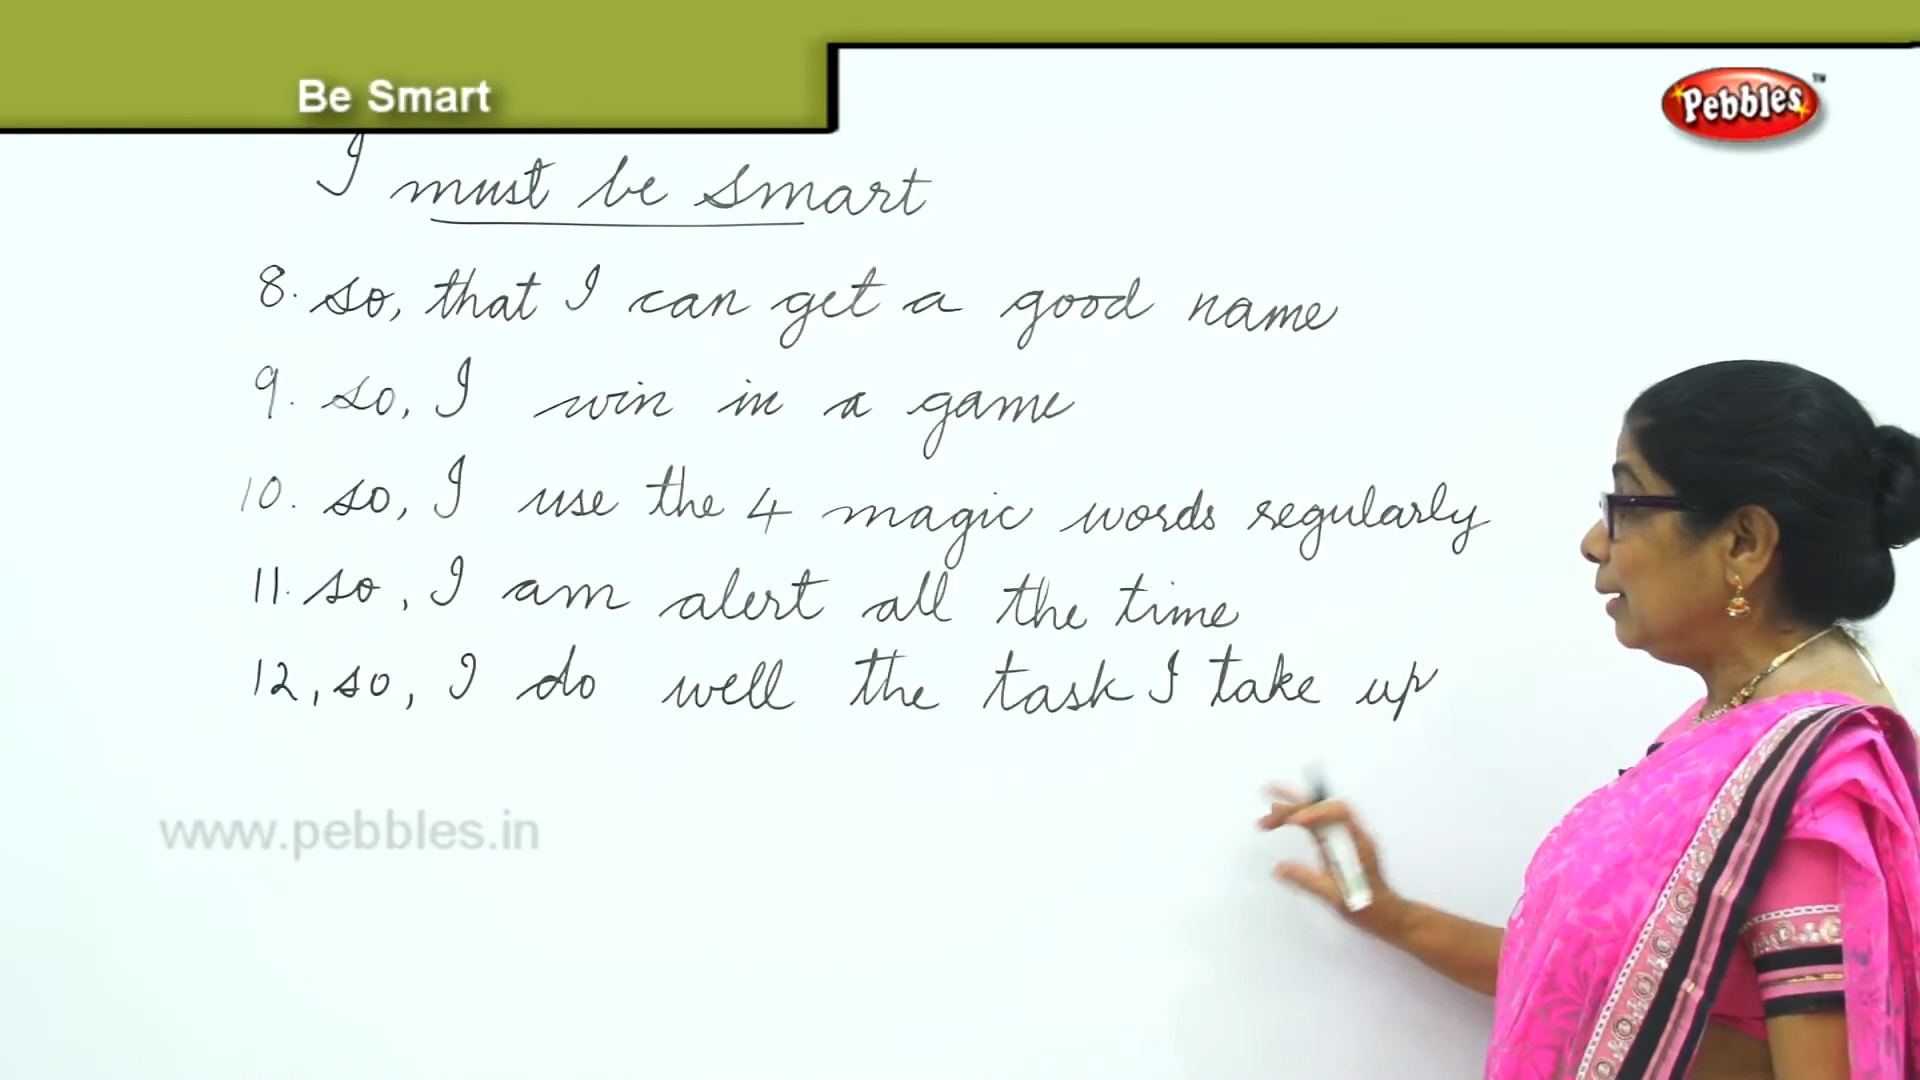 Be Smart
Pebbles™
I must be smart
8. so, that I can get a good name
9. so, I win in a game
10. so, I use the 4 magic words regularly
11. so, I am alert all the time
12, so, I do well the task I take up
www.pebbles.in